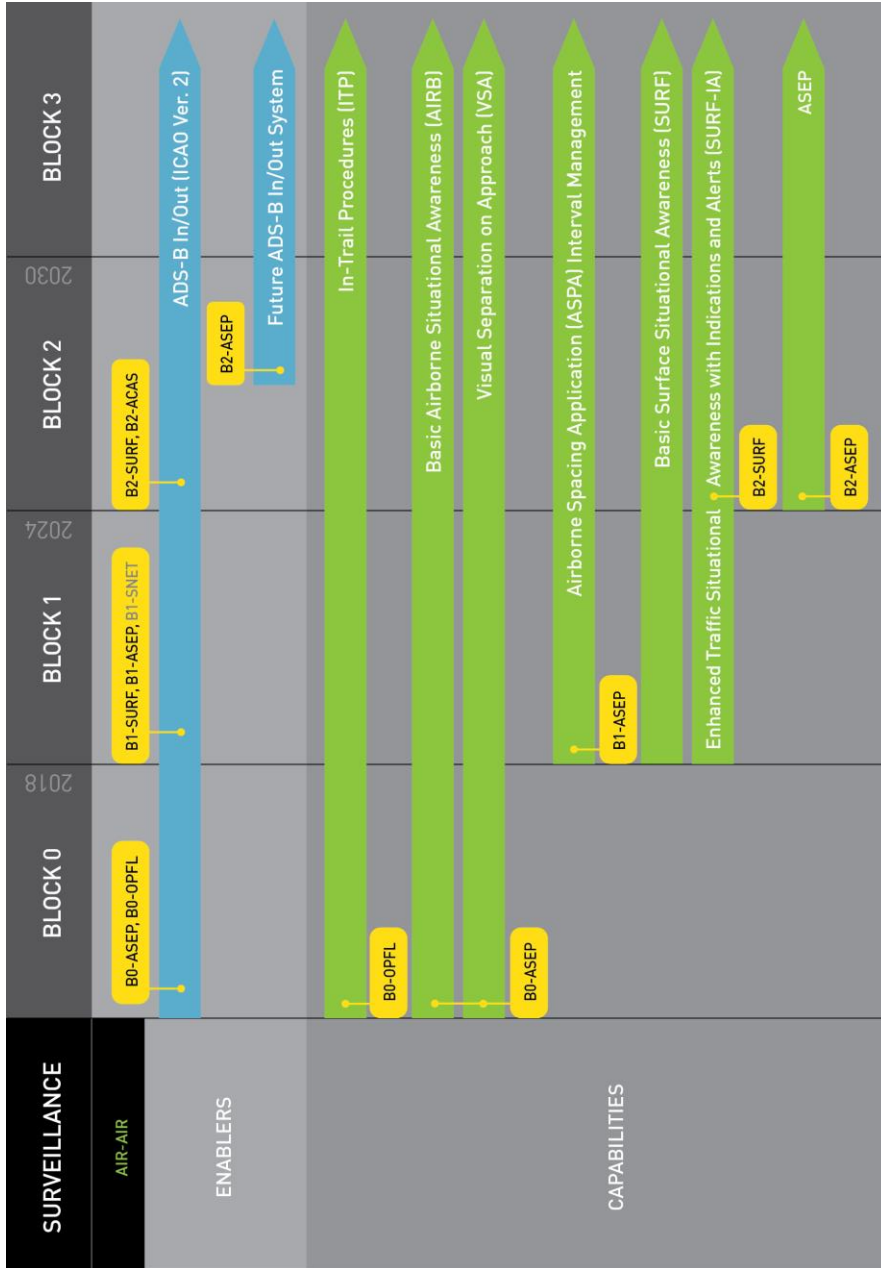 SURVEILLANCE
BLOCK 0
2018
BLOCK 1
2024
BLOCK 2
2030
BLOCK 3
AIR-AIR
ENABLERS
B0-ASEP, B0-OPFL
B1-SURF, B1-ASEP, B1-SNET
B2-SURF, B2-ACAS
ADS-B In/Out (ICAO Ver. 2)
B2-ASEP
Future ADS-B In/Out System
CAPABILITIES
In-Trail Procedures (ITP)
B0-OPFL
Basic Airborne Situational Awareness (AIRB)
Visual Separation on Approach (VSA)
B0-ASEP
Airborne Spacing Application (ASPA) Interval Management
B1-ASEP
Basic Surface Situational Awareness (SURF)
Enhanced Traffic Situational Awareness with Indications and Alerts (SURF-IA)
B2-SURF
ASEP
B2-ASEP